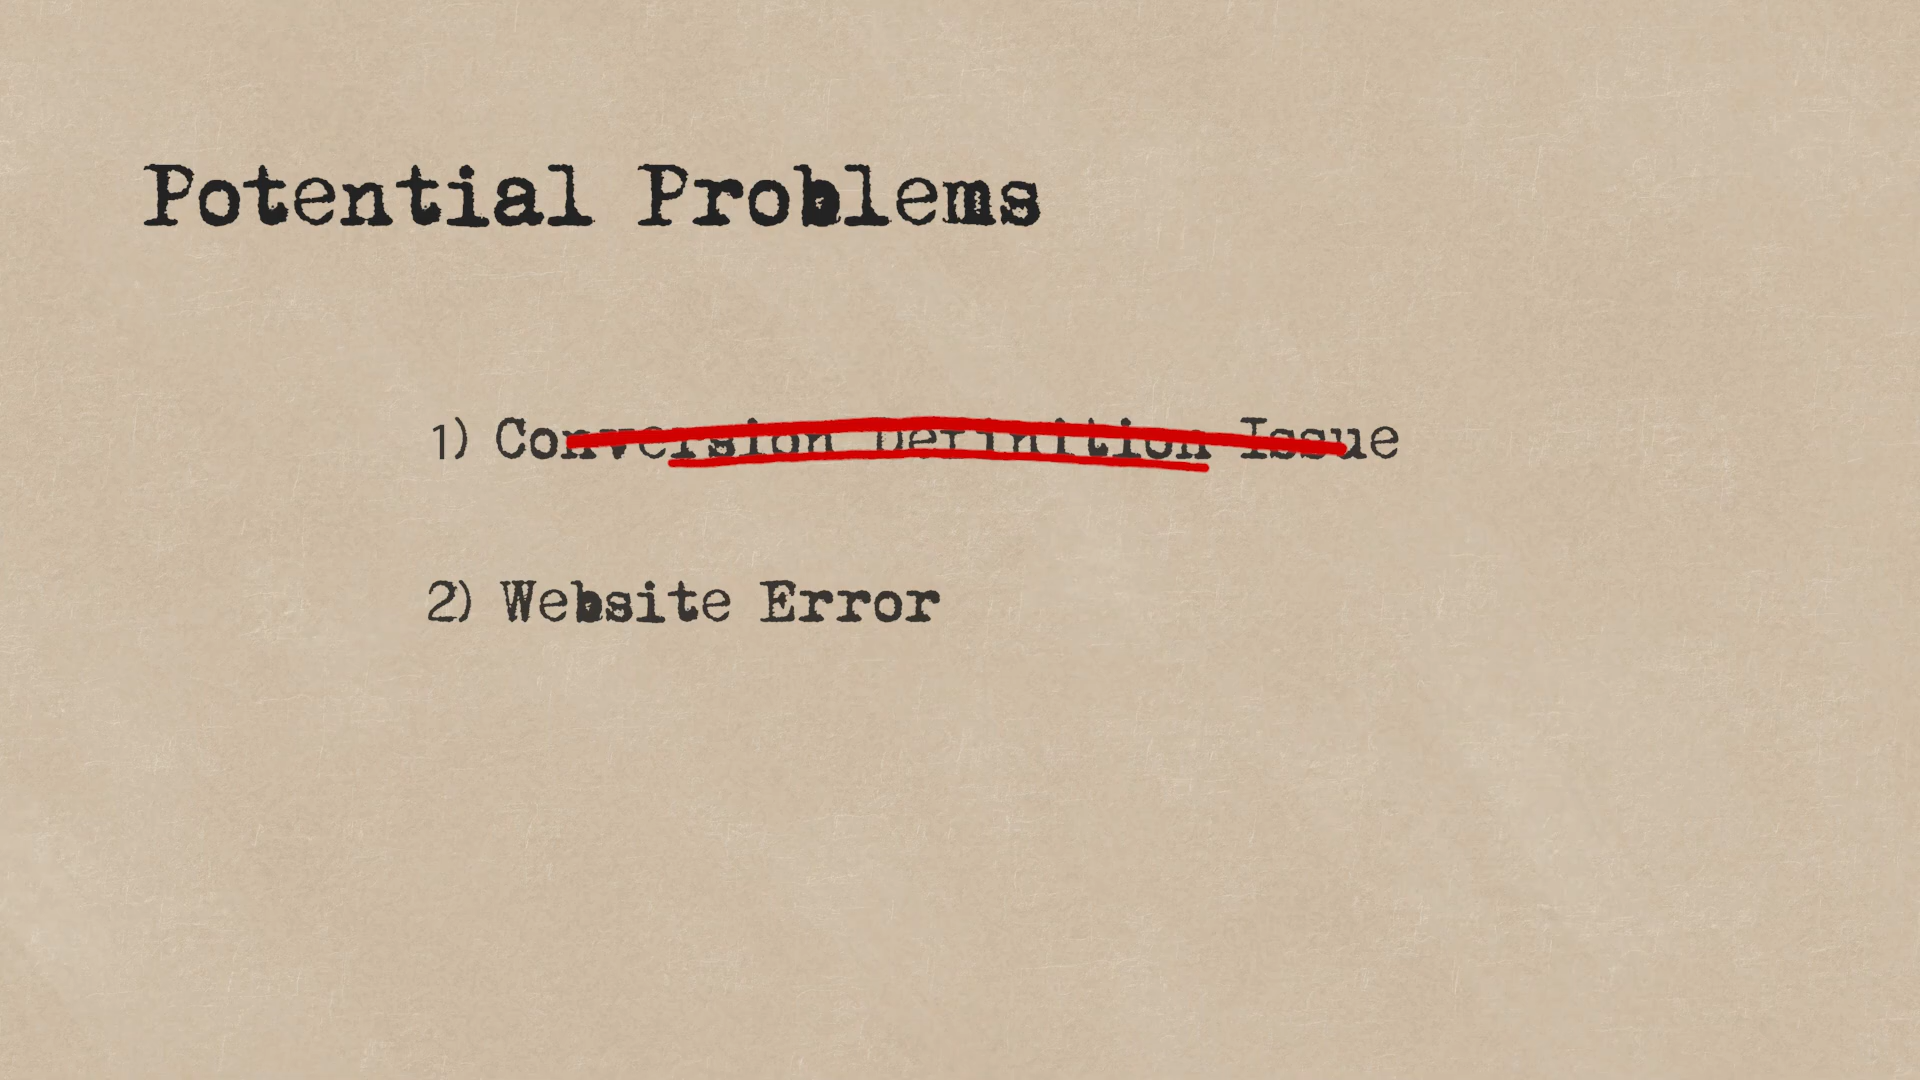 Potential Problems
1) Conversion Definition Issue
2) Website Error